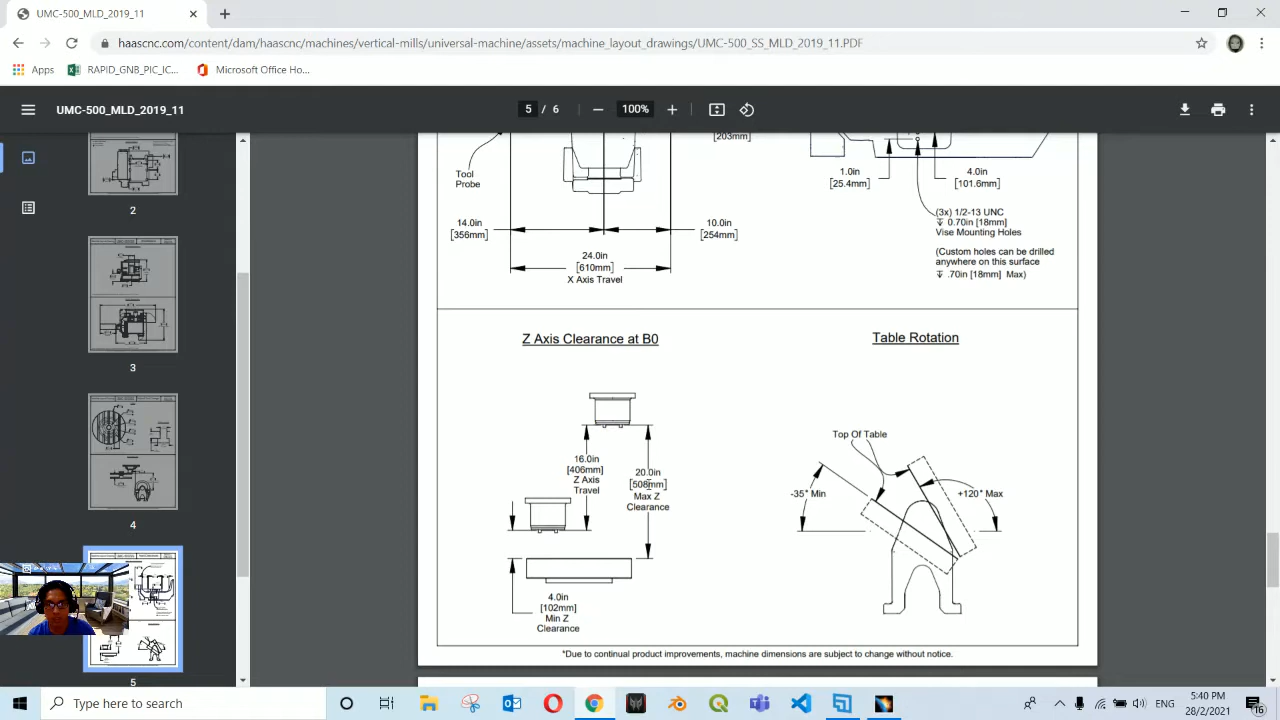 UMC-500_MLD_2019_11
haascnc.com/content/dam/haascnc/machines/vertical-mills/universal-machine/assets/machine_layout_drawings/UMC-500_SS_MLD_2019_11.PDF
Apps
RAPID_GNB_PIC_IC...
Microsoft Office Ho...
UMC-500_MLD_2019_11
5 / 6
100%
2
3
4
5
[203mm]
Tool
Probe
14.0in
[356mm]
10.0in
[254mm]
24.0in
[610mm]
X Axis Travel
1.0in
[25.4mm]
4.0in
[101.6mm]
(3x) 1/2-13 UNC
↧ 0.70in [18mm]
Vise Mounting Holes
(Custom holes can be drilled
anywhere on this surface
↧ .70in [18mm] Max)
Z Axis Clearance at B0
16.0in
[406mm]
Z Axis
Travel
20.0in
[508mm]
Max Z
Clearance
4.0in
[102mm]
Min Z
Clearance
Table Rotation
Top Of Table
-35° Min
+120° Max
*Due to continual product improvements, machine dimensions are subject to change without notice.
Type here to search
ENG
5:40 PM
28/2/2021
16